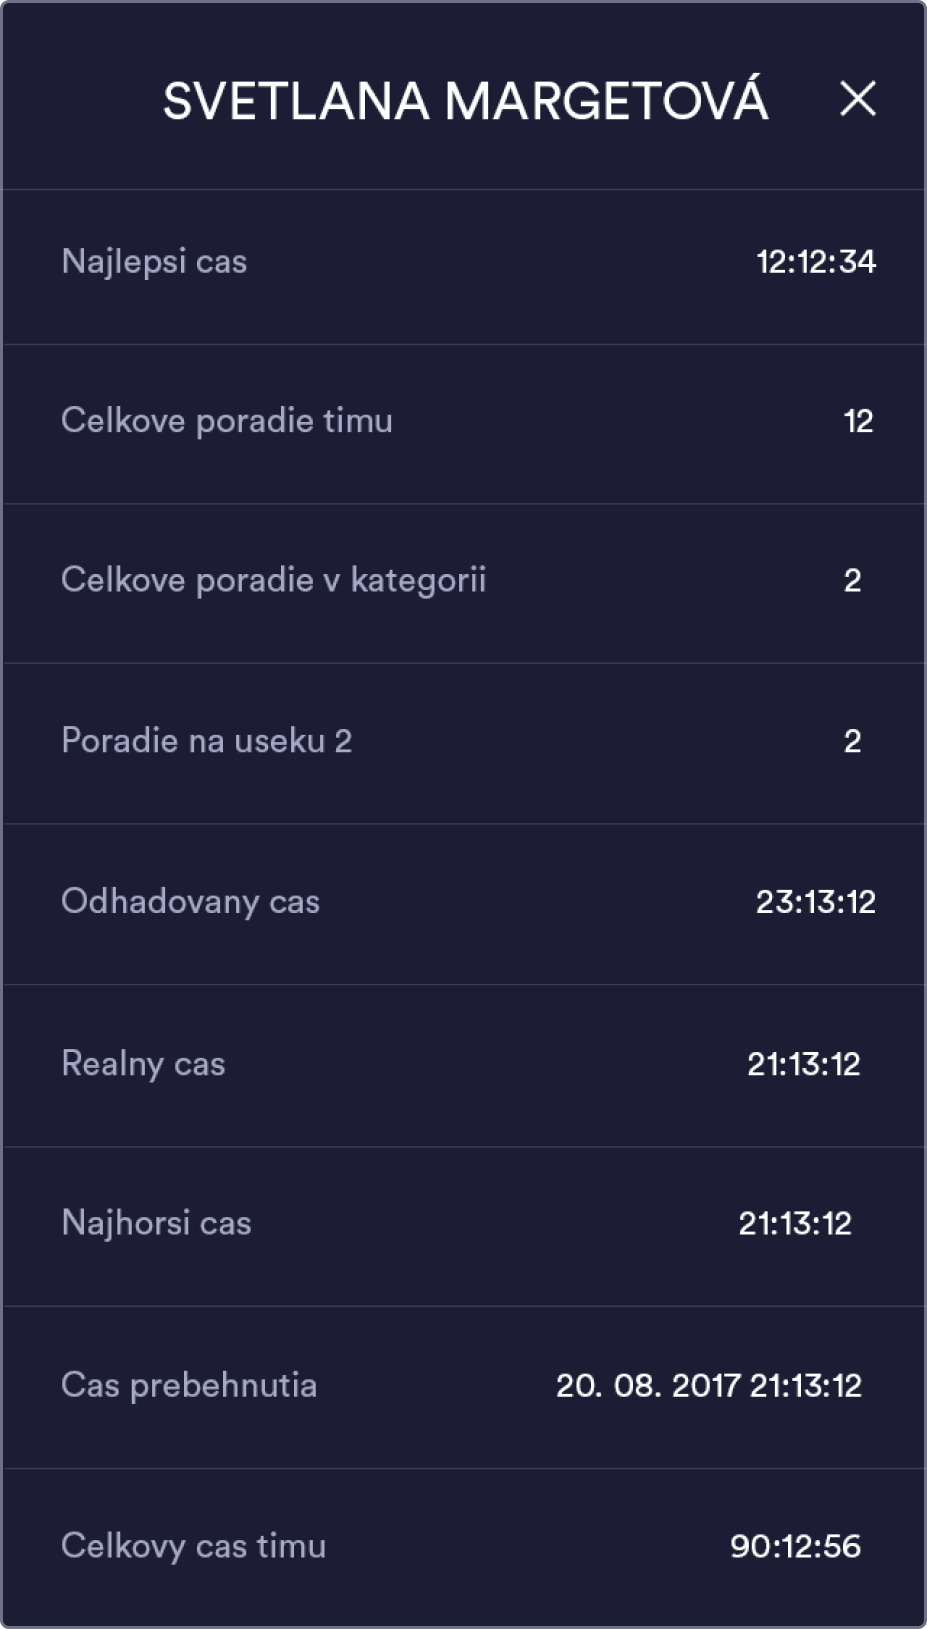 SVETLANA MARGETOVÁ
Najlepsi cas 12:12:34
Celkove poradie timu 12
Celkove poradie v kategorii 2
Poradie na useku 2 2
Odhadovany cas 23:13:12
Realny cas 21:13:12
Najhorsi cas 21:13:12
Cas prebehnutia 20. 08. 2017 21:13:12
Celkovy cas timu 90:12:56